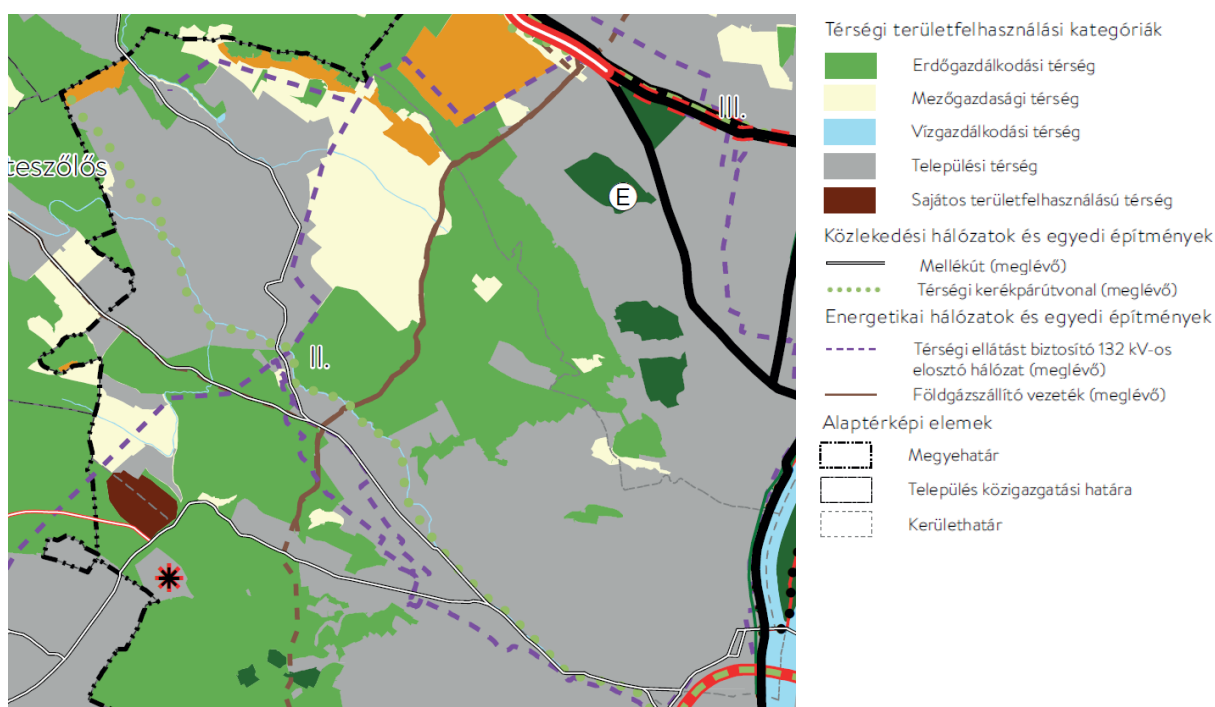 teszőlős
II.
III.
E
Térségi területfelhasználási kategóriák
Erdőgazdálkodási térség
Mezőgazdasági térség
Vízgazdálkodási térség
Települési térség
Sajátos területfelhasználású térség
Közlekedési hálózatok és egyedi építmények
Mellékút (meglévő)
Térségi kerékpárútvonal (meglévő)
Energetikai hálózatok és egyedi építmények
Térségi ellátást biztosító 132 kV-os
elosztó hálózat (meglévő)
Földgázszállító vezeték (meglévő)
Alaptérképi elemek
Megyehatár
Település közigazgatási határa
Kerülethatár